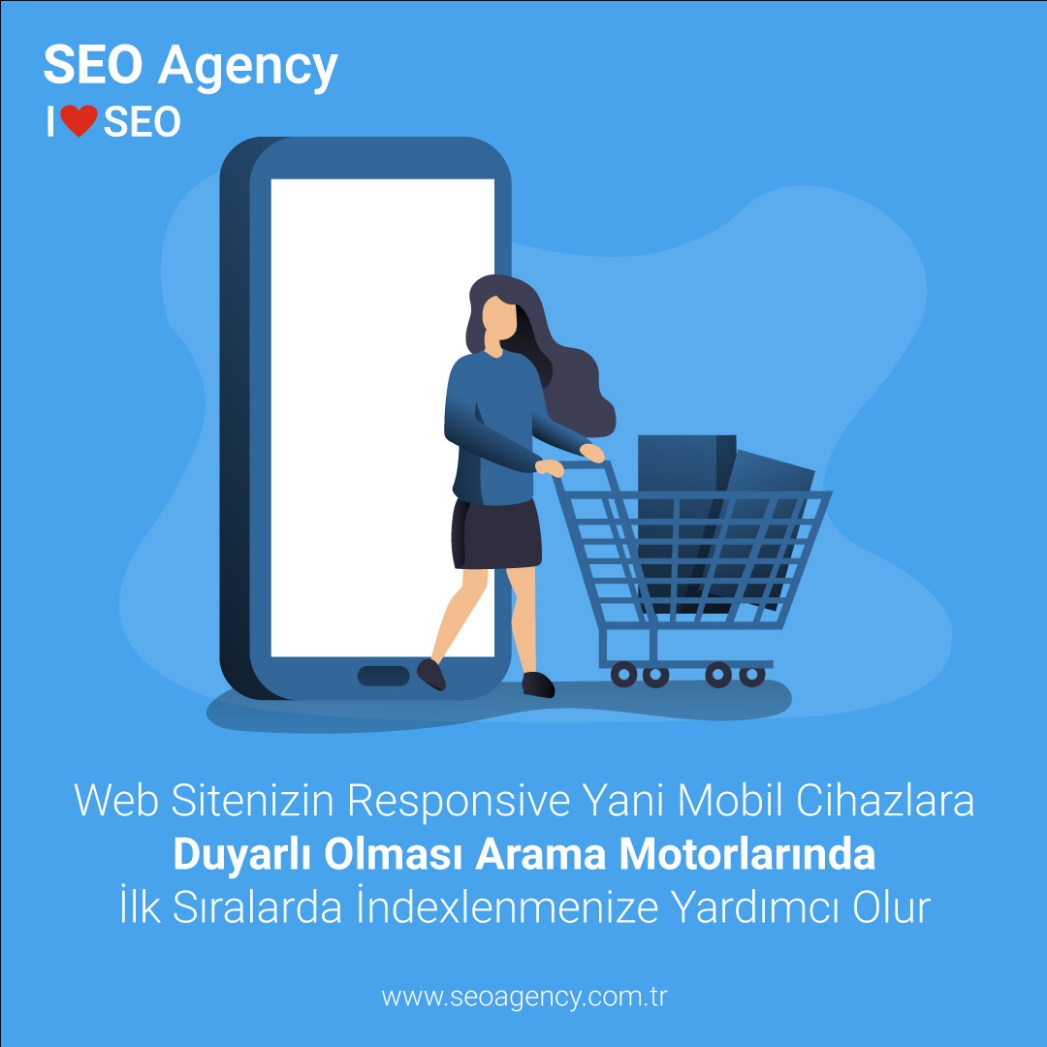 SEO Agency
I❤SEO
Web Sitenizin Responsive Yani Mobil Cihazlara
Duyarlı Olması Arama Motorlarında
İlk Sıralarda İndexlenmenize Yardımcı Olur
www.seoagency.com.tr